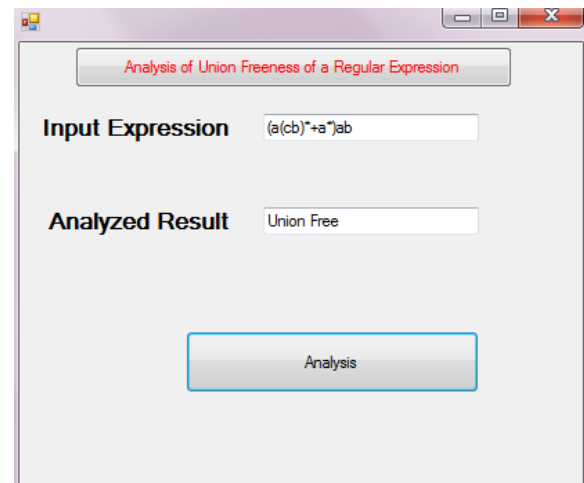 Analysis of Union Freeness of a Regular Expression
Input Expression (a(cb)*+a*)ab
Analyzed Result Union Free
Analysis